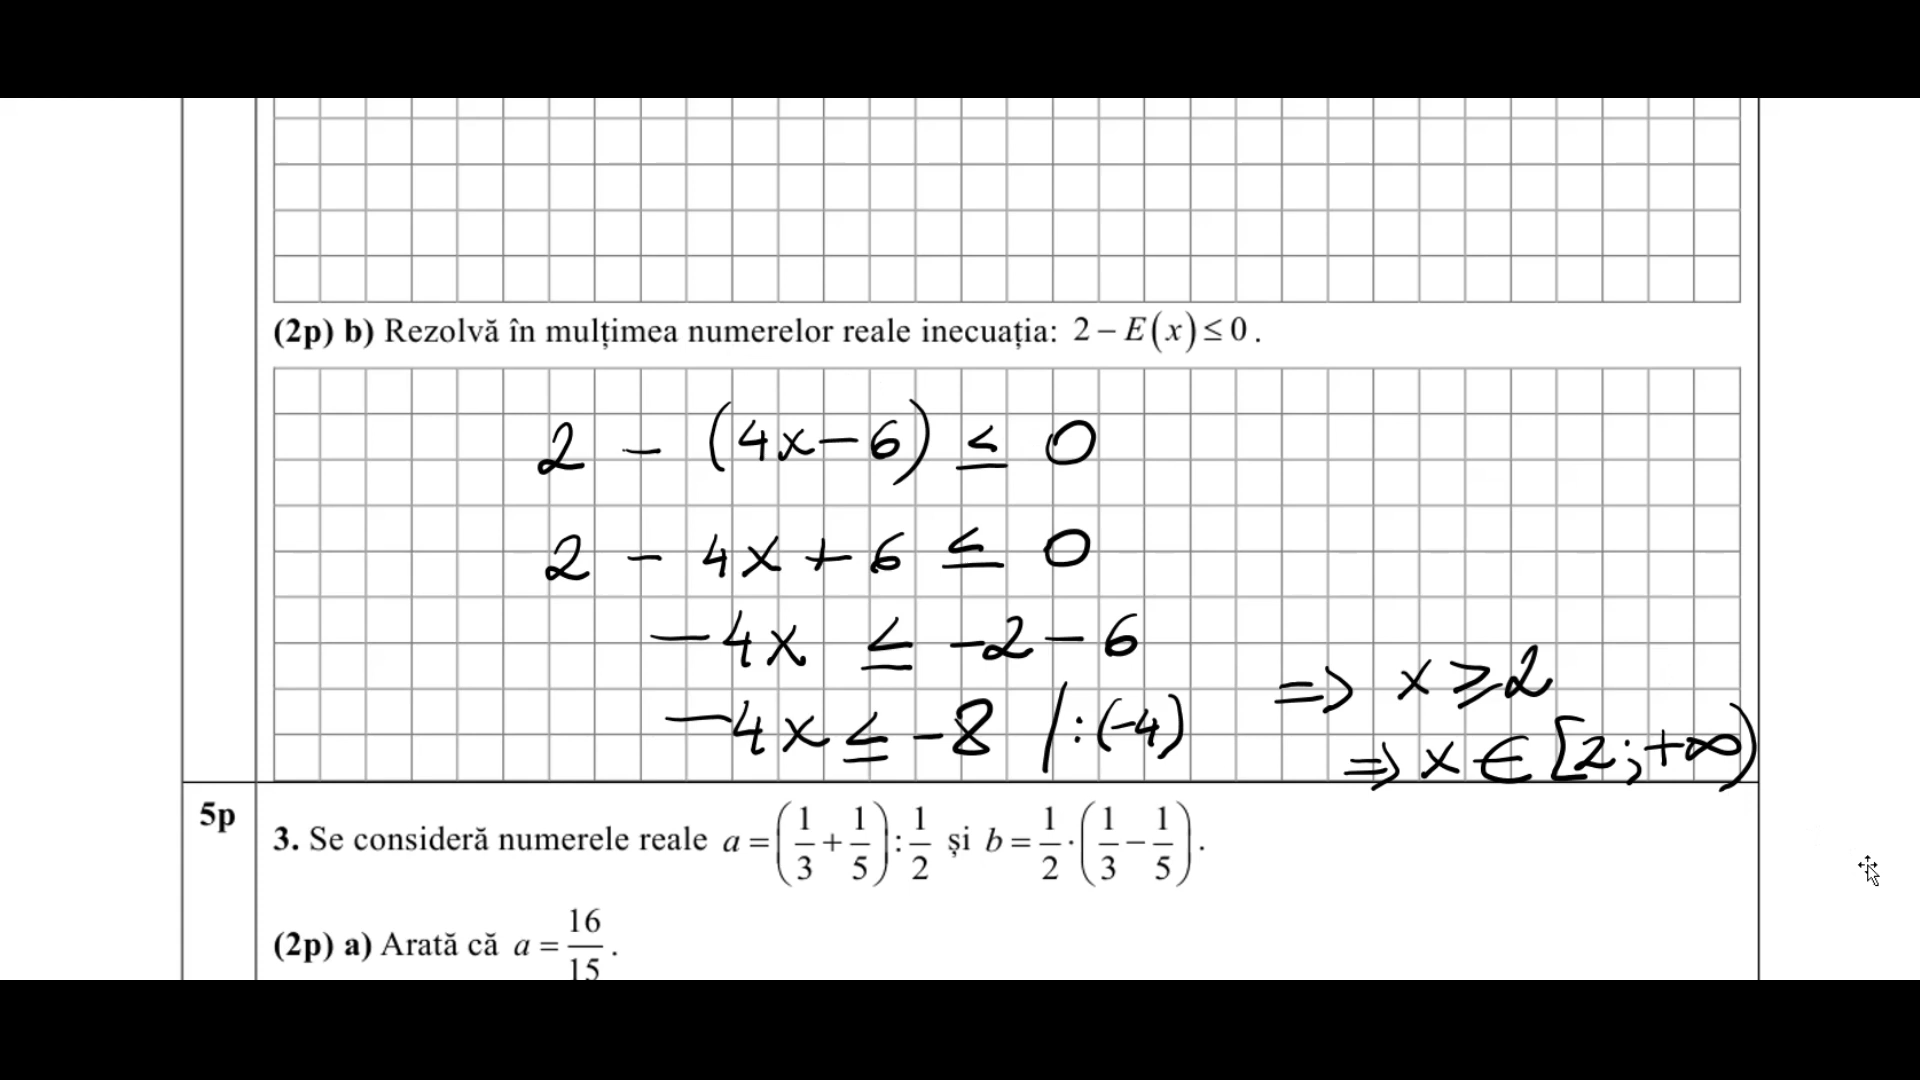 (2p) b) Rezolvă în mulțimea numerelor reale inecuația: 2 − E(x) ≤ 0 .
2 − (4x − 6) ≤ 0
2 − 4x + 6 ≤ 0
−4x ≤ −2 − 6
−4x ≤ −8 | : (−4)
=> x ≥ 2
=> x ∈ [2 ; +∞)
5p
3. Se consideră numerele reale a = (1/3 + 1/5) : 1/2 și b = 1/2 · (1/3 − 1/5) .
(2p) a) Arată că a = 16/15 .